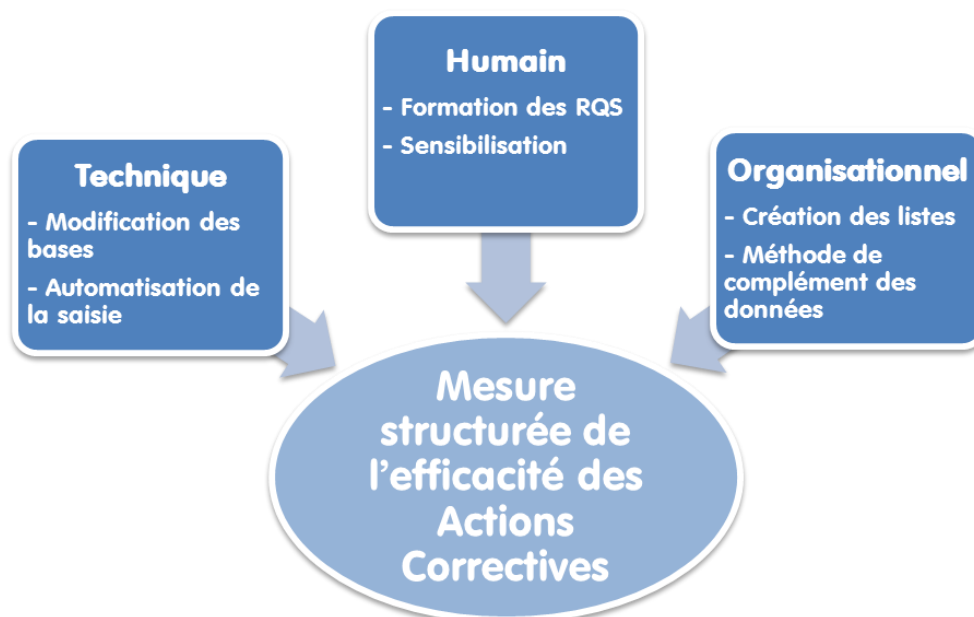 Humain
- Formation des RQS
- Sensibilisation
Technique
- Modification des
bases
- Automatisation de
la saisie
Organisationnel
- Création des listes
- Méthode de
complément des
données
Mesure
structurée de
l'efficacité des
Actions
Correctives